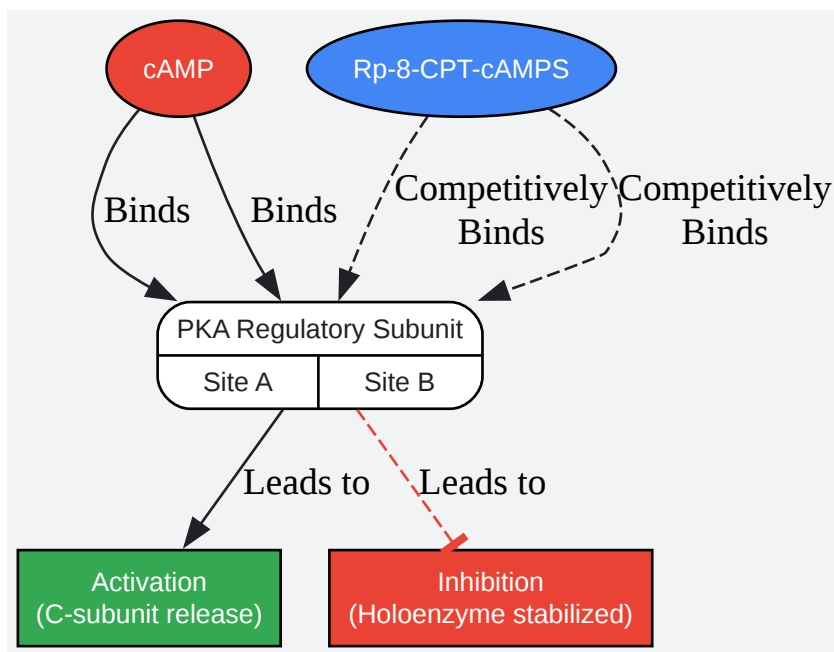 cAMP
Rp-8-CPT-cAMPS
Binds
Binds
Competitively
Binds
Competitively
Binds
PKA Regulatory Subunit
Site A
Site B
Leads to
Leads to
Activation
(C-subunit release)
Inhibition
(Holoenzyme stabilized)